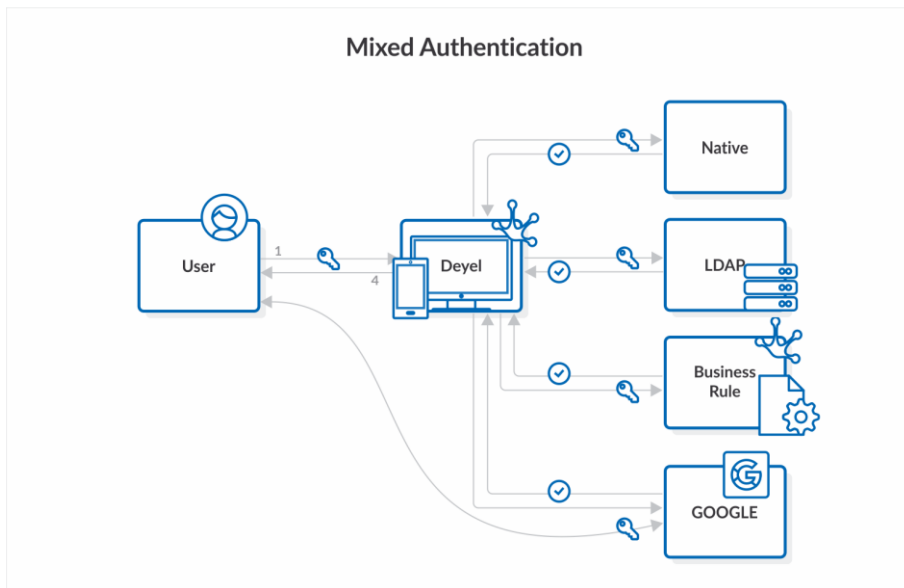 Mixed Authentication
Native
User
1
4
Deyel
LDAP
Business
Rule
GOOGLE